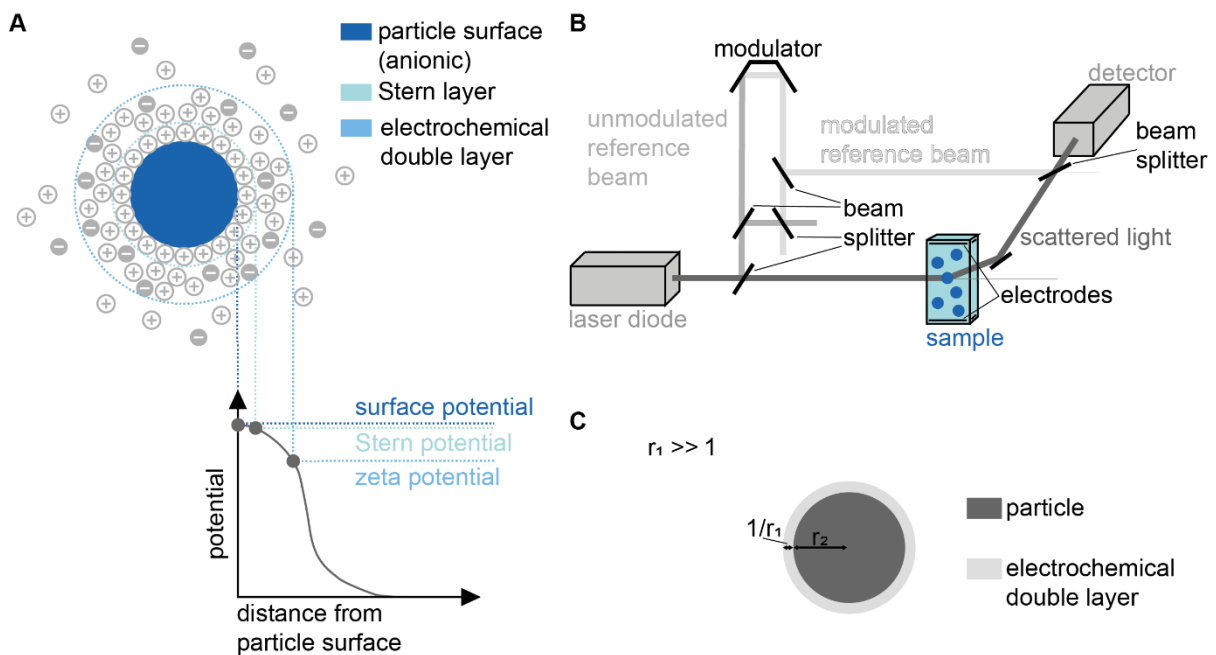 A
particle surface
(anionic)
Stern layer
electrochemical
double layer
surface potential
Stern potential
zeta potential
potential
distance from
particle surface
B
modulator
detector
unmodulated
reference
beam
modulated
reference beam
beam
splitter
beam
splitter
scattered light
electrodes
laser diode
sample
C
r₁ >> 1
1/r₁
r₂
particle
electrochemical
double layer